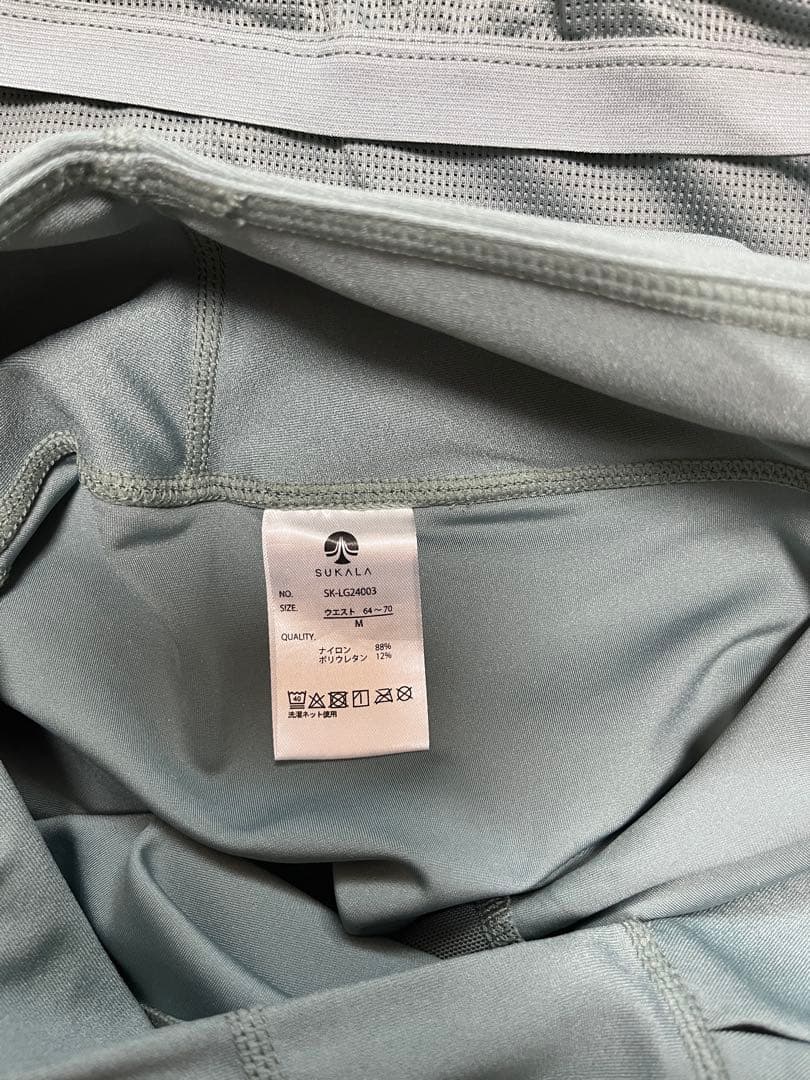 SUKALA
NO. SK-LG24003
SIZE. ウエスト 64〜70
M
QUALITY.
ナイロン 88%
ポリウレタン 12%
40
洗濯ネット使用